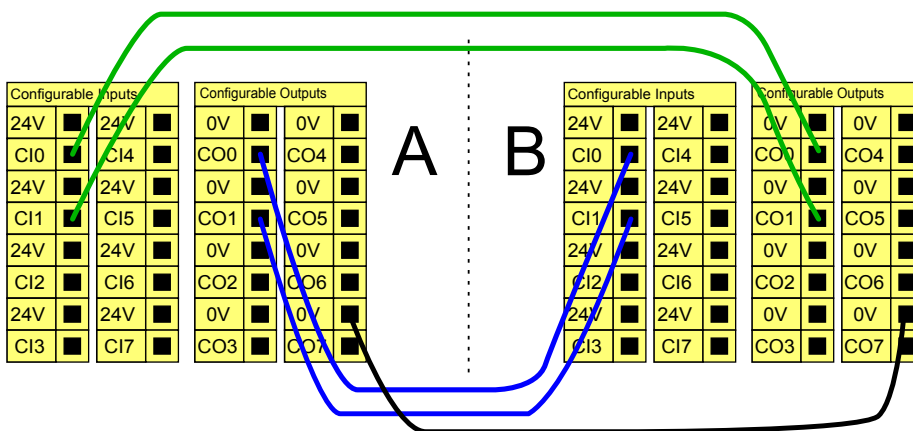 Configurable Inputs Configurable Outputs Configurable Inputs Configurable Outputs
24V 24V 0V 0V A B 24V 24V 0V 0V
CI0 CI4 CO0 CO4 CI0 CI4 CO0 CO4
24V 24V 0V 0V 24V 24V 0V 0V
CI1 CI5 CO1 CO5 CI1 CI5 CO1 CO5
24V 24V 0V 0V 24V 24V 0V 0V
CI2 CI6 CO2 CO6 CI2 CI6 CO2 CO6
24V 24V 0V 0V 24V 24V 0V 0V
CI3 CI7 CO3 CO7 CI3 CI7 CO3 CO7